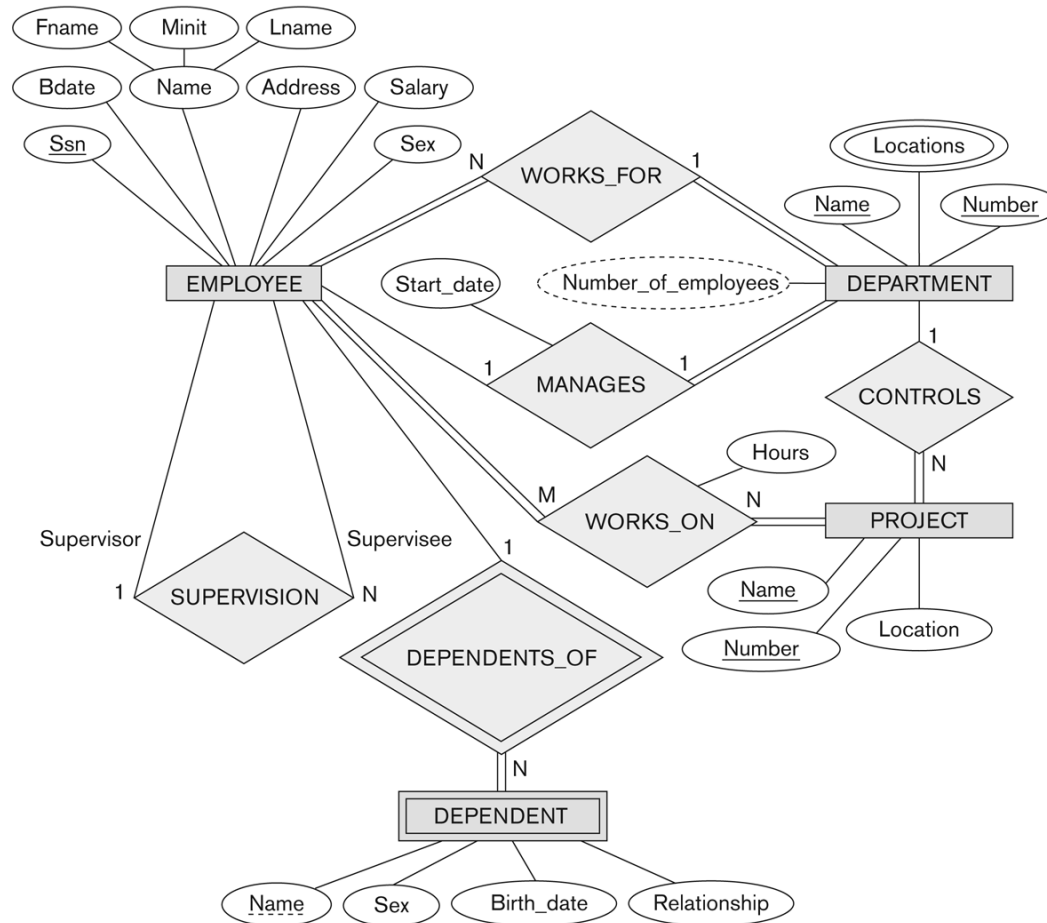 Fname
Minit
Lname
Bdate
Name
Address
Salary
Ssn
Sex
N
WORKS_FOR
1
Locations
Name
Number
EMPLOYEE
Start_date
Number_of_employees
DEPARTMENT
1
MANAGES
1
1
CONTROLS
N
Hours
M
WORKS_ON
N
PROJECT
Supervisor
Supervisee
1
SUPERVISION
N
1
Name
Number
Location
DEPENDENTS_OF
N
DEPENDENT
Name
Sex
Birth_date
Relationship